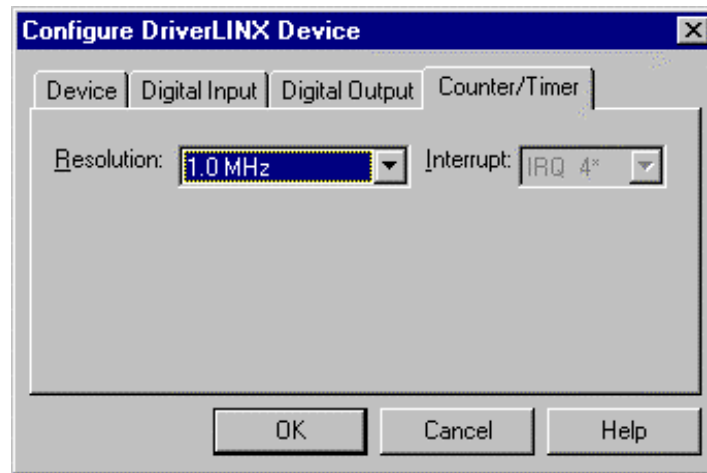 Configure DriverLINX Device
Device Digital Input Digital Output Counter/Timer
Resolution: 1.0 MHz Interrupt: IRQ 4*
OK Cancel Help